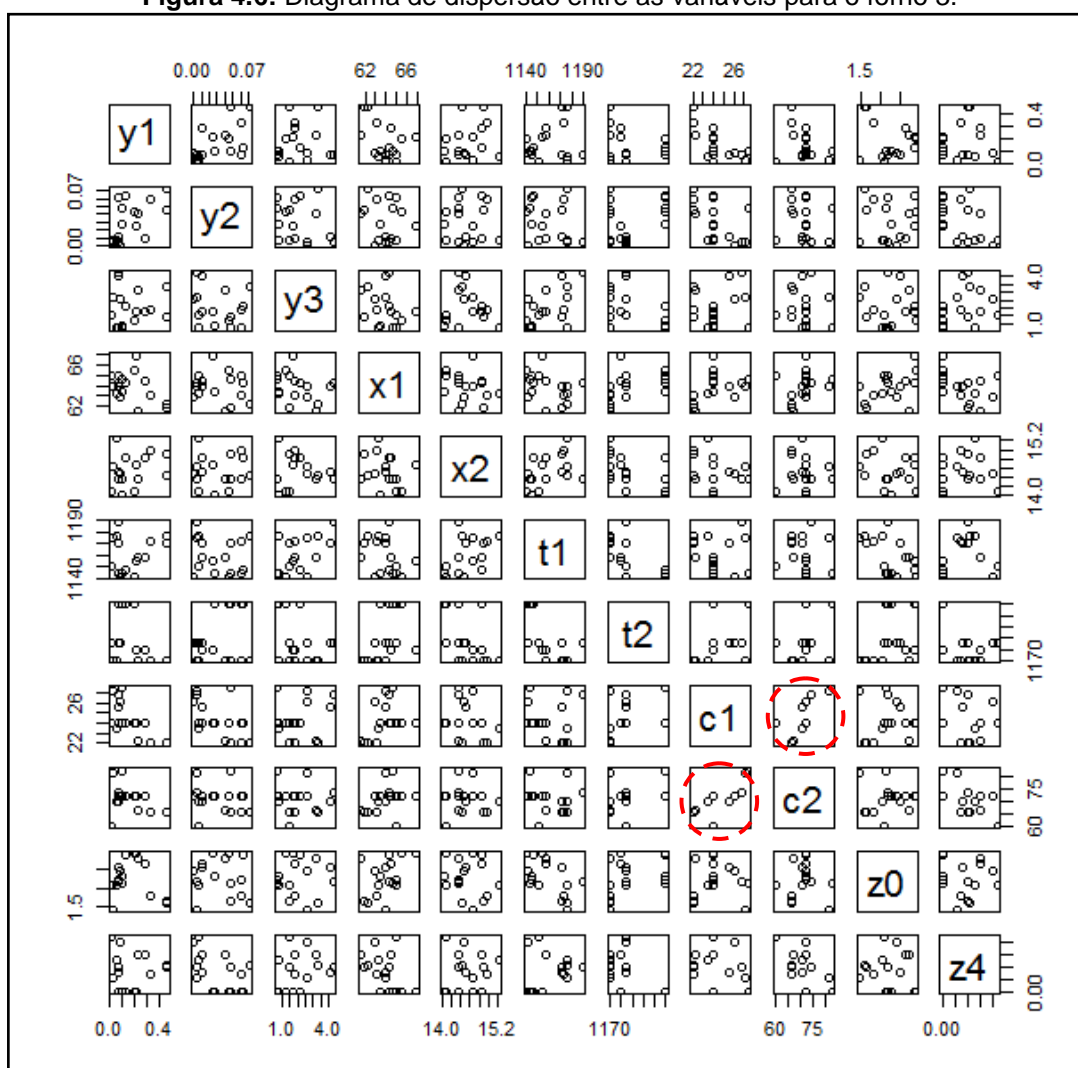 Figura 4.6: Diagrama de dispersão entre as variáveis para o forno 3.
0.00 0.07 62 66 1140 1190 22 26 1.5
y1 0.0 0.4
0.00 0.07 y2
y3 1.0 4.0
62 66 x1
x2 14.0 15.2
1140 1190 t1
t2 1170
22 26 c1
c2 60 75
1.5 z0
z4 0.00
0.0 0.4 1.0 4.0 14.0 15.2 1170 60 75 0.00